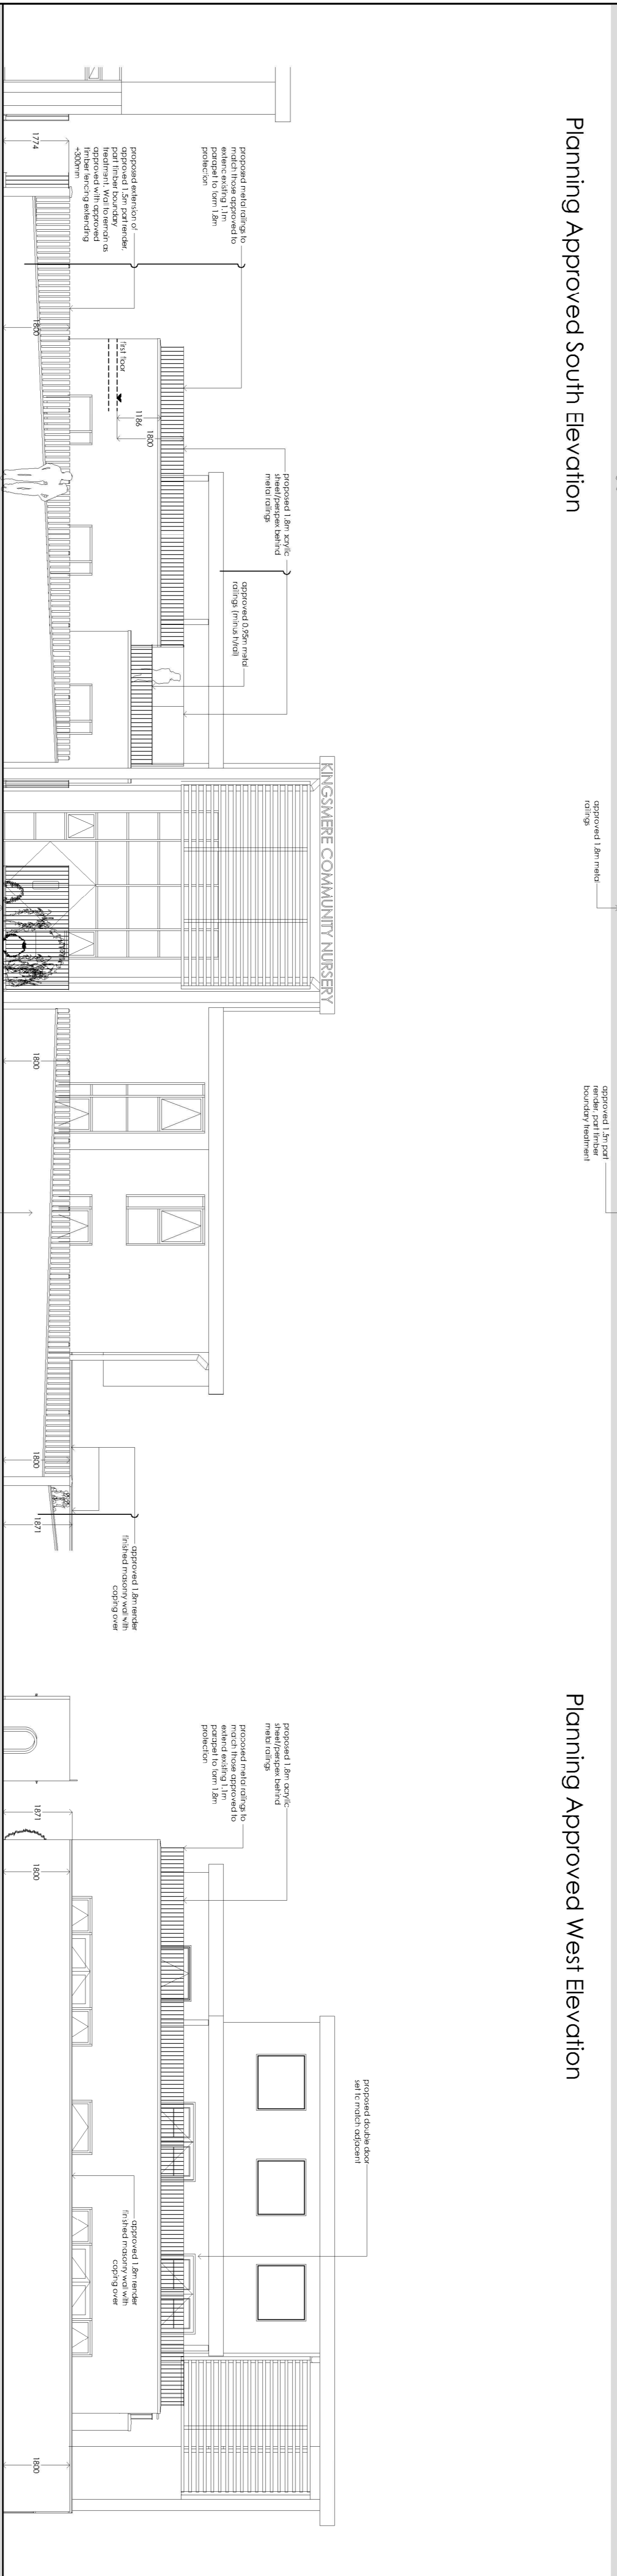 Planning Approved South Elevation
approved 1.8m metal
railings
approved 1.5m part
render, part timber
boundary treatment
proposed metal railings to
match those approved to
extend existing 1.1m
parapet to form 1.8m
protection
proposed extension of
approved 1.5m part render,
part timber boundary
treatment. Wall to remain as
approved with approved
timber fencing extending
+300mm
proposed 1.8m acrylic
sheet/perspex behind
metal railings
approved 0.95m metal
railings (minus h/rail)
first floor
1186
1800
1774
1800
KINGSMERE COMMUNITY NURSERY
1800
1800
1871
approved 1.8m render
finished masonry wall with
coping over
Planning Approved West Elevation
proposed 1.8m acrylic
sheet/perspex behind
metal railings
proposed metal railings to
match those approved to
extend existing 1.1m
parapet to form 1.8m
protection
proposed double door
set to match adjacent
approved 1.8m render
finished masonry wall with
coping over
1871
1800
1800